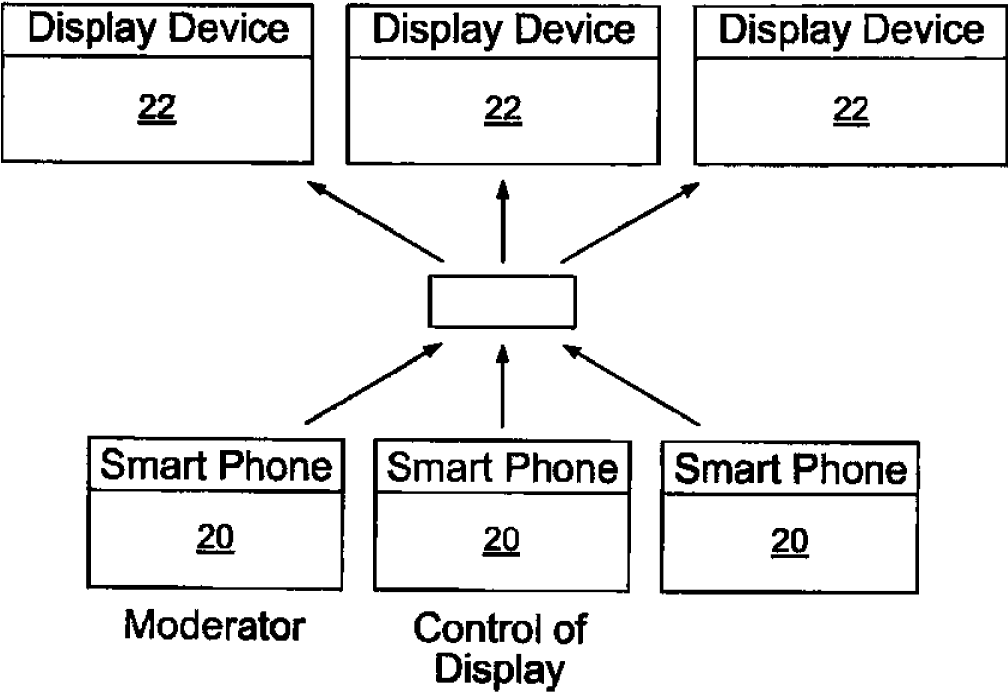 Display Device Display Device Display Device
22 22 22
Smart Phone Smart Phone Smart Phone
20 20 20
Moderator Control of
Display